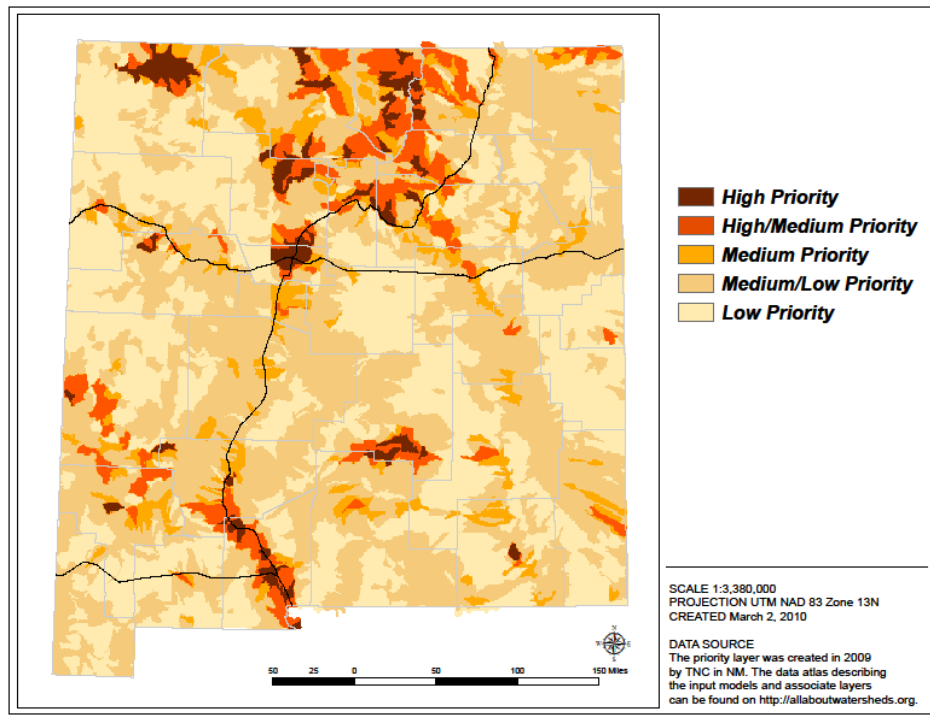 High Priority
High/Medium Priority
Medium Priority
Medium/Low Priority
Low Priority
SCALE 1:3,380,000
PROJECTION UTM NAD 83 Zone 13N
CREATED March 2, 2010
DATA SOURCE
The priority layer was created in 2009
by TNC in NM. The data atlas describing
the input models and associate layers
can be found on http://allaboutwatersheds.org.
N
W E
S
50 25 0 50 100 150 Miles